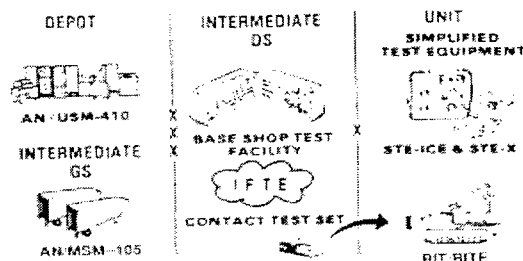 DEPOT
AN/USM-410
INTERMEDIATE
GS
AN/MSM-105
INTERMEDIATE
DS
BASE SHOP TEST
FACILITY
IFTE
CONTACT TEST SET
UNIT
SIMPLIFIED
TEST EQUIPMENT
STE-ICE & STE-X
BIT/BITE
X
X
X
X